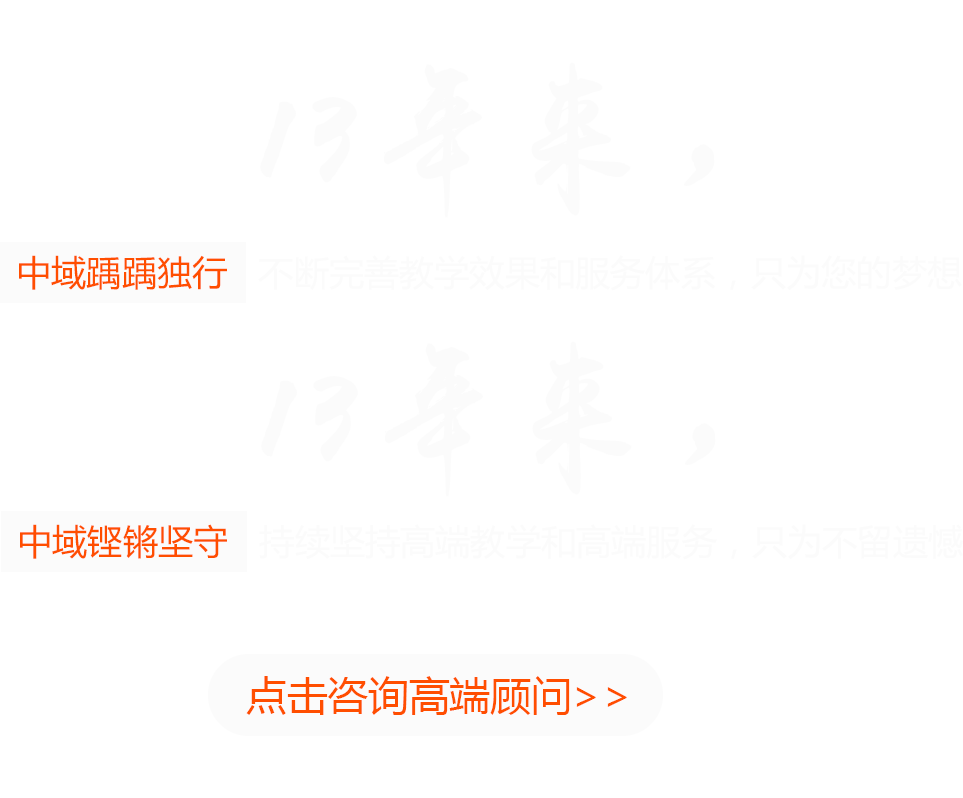 13年来，
中域踽踽独行 不断完善教学效果和服务体系，只为您的梦想
13年来，
中域铿锵坚守 持续坚持高端教学和高端服务，只为不留遗憾
点击咨询高端顾问>>